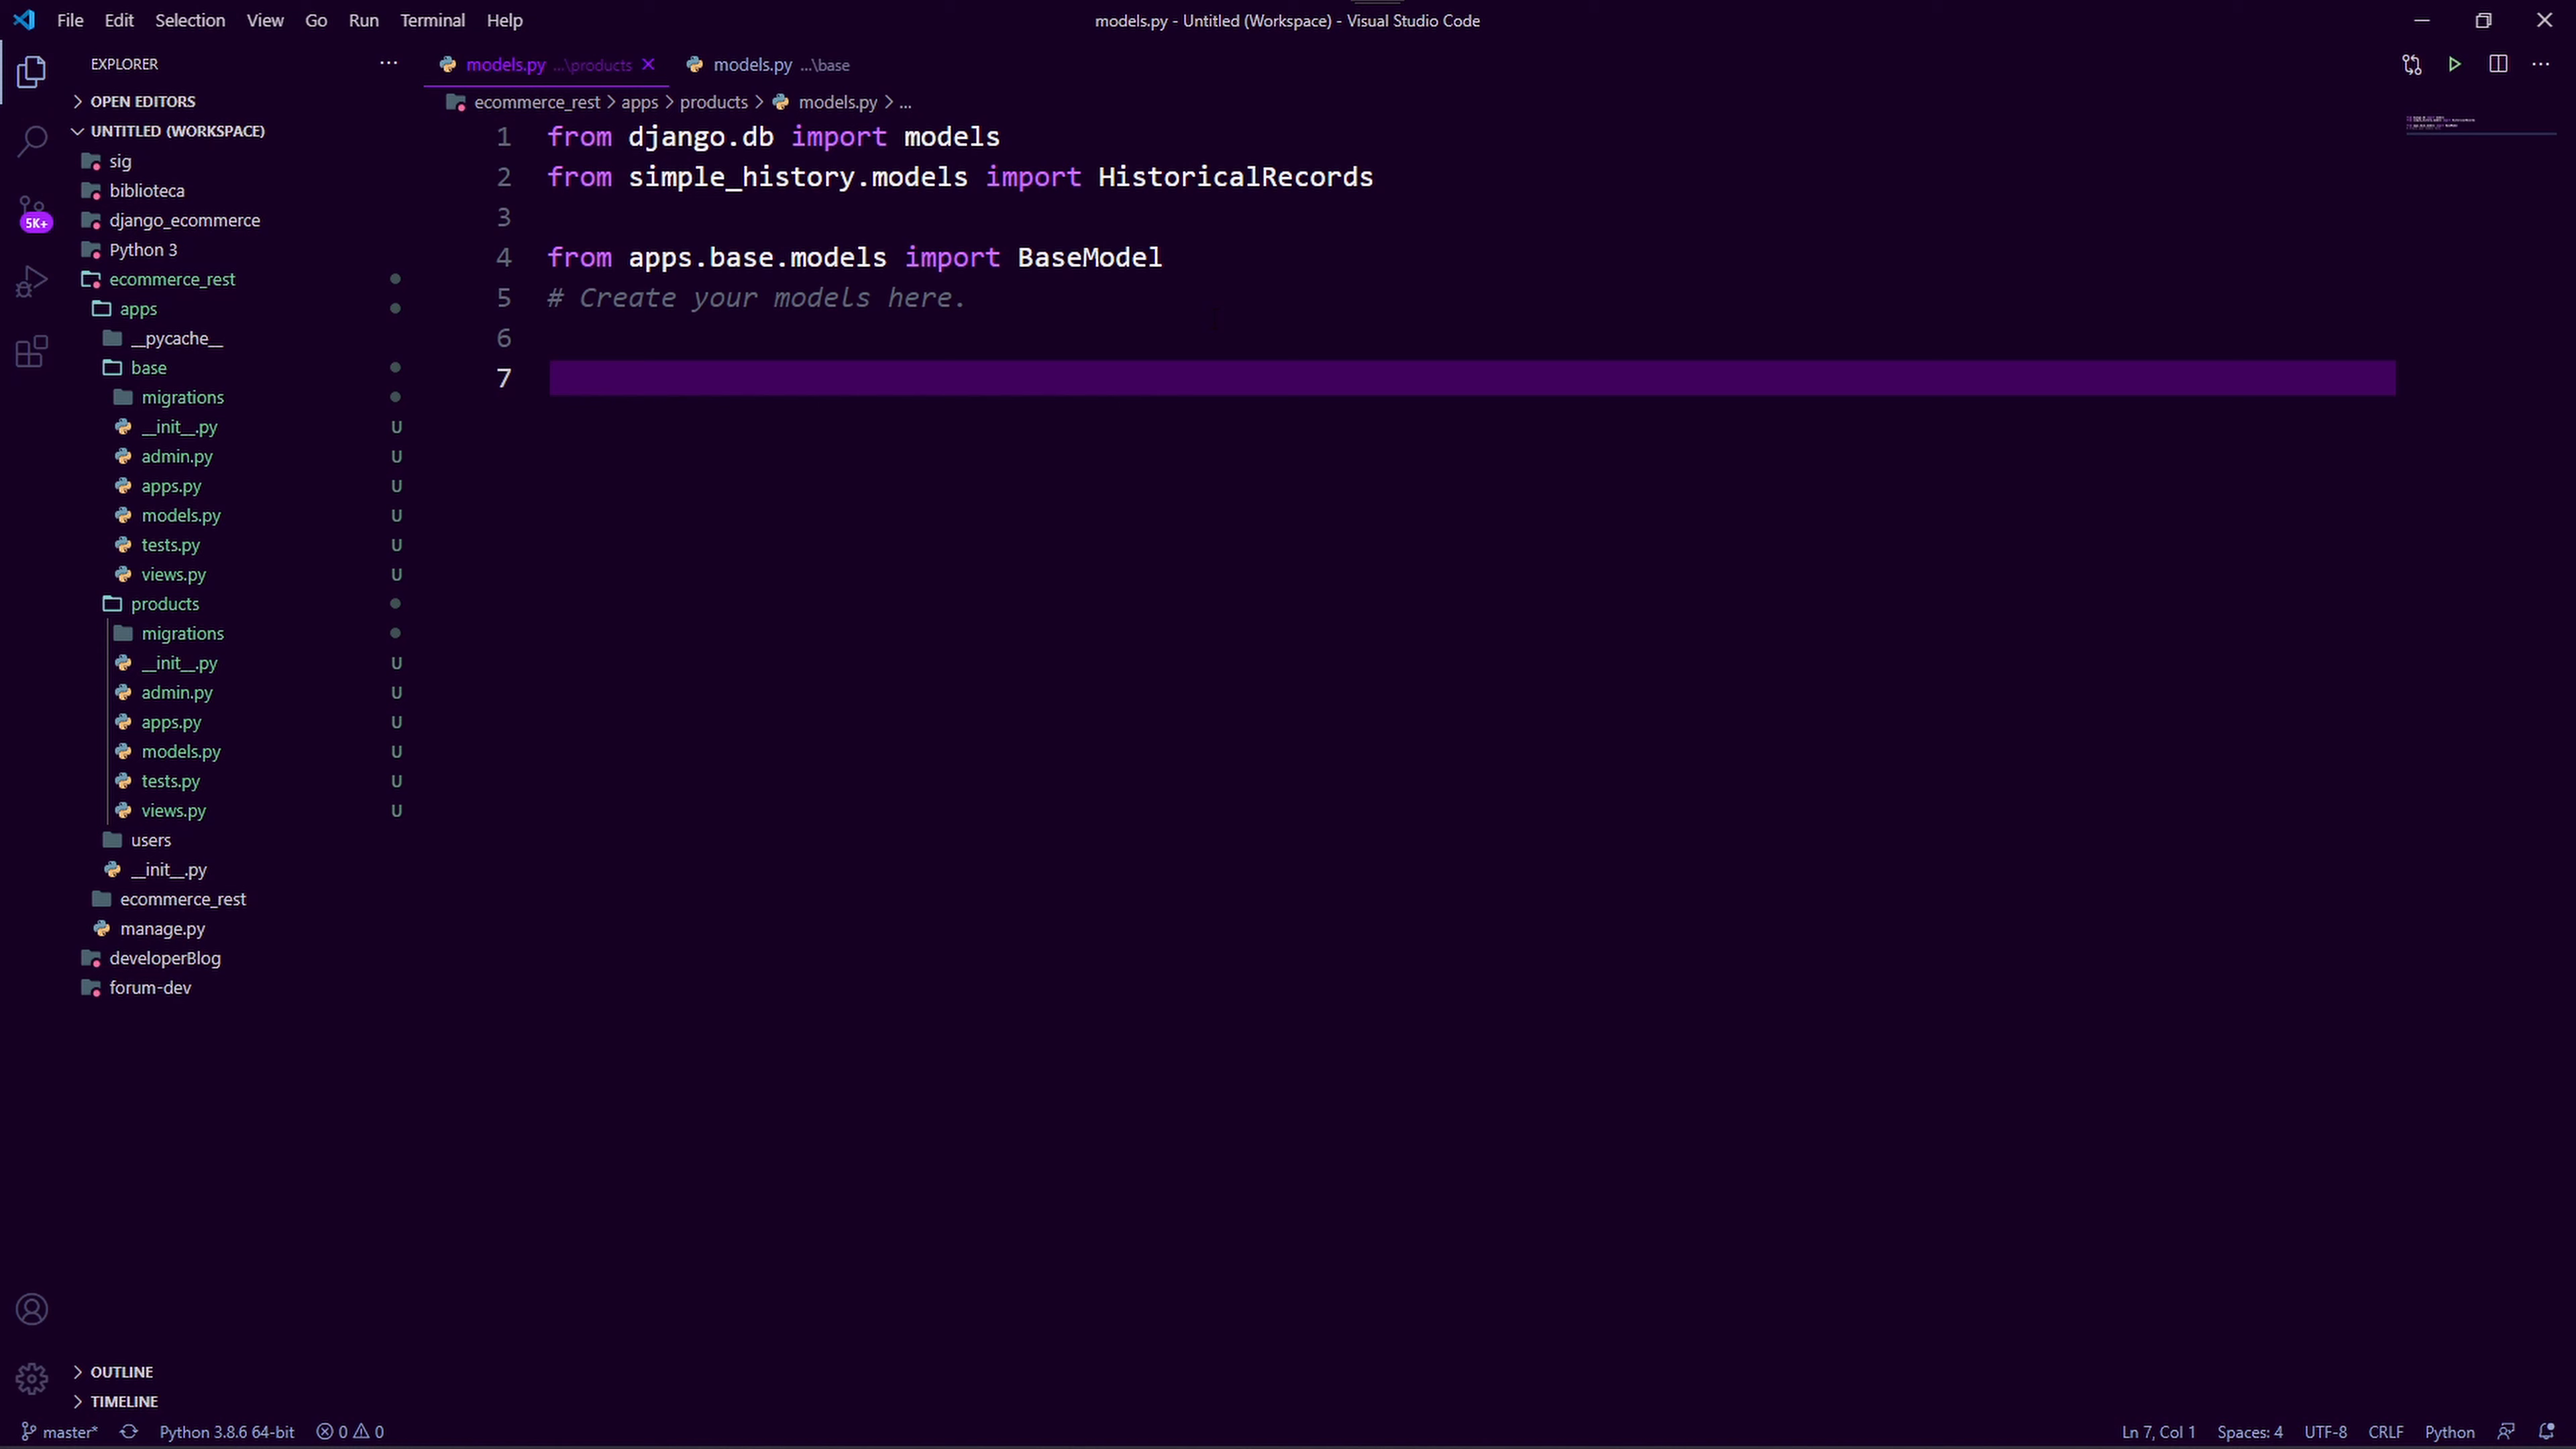 File Edit Selection View Go Run Terminal Help
models.py - Untitled (Workspace) - Visual Studio Code
EXPLORER
OPEN EDITORS
UNTITLED (WORKSPACE)
sig
biblioteca
django_ecommerce
5K+
Python 3
ecommerce_rest
apps
__pycache__
base
migrations
__init__.py U
admin.py U
apps.py U
models.py U
tests.py U
views.py U
products
migrations
__init__.py U
admin.py U
apps.py U
models.py U
tests.py U
views.py U
users
__init__.py
ecommerce_rest
manage.py
developerBlog
forum-dev
OUTLINE
TIMELINE
models.py ...\products models.py ...\base
ecommerce_rest > apps > products > models.py > ...
1 from django.db import models
2 from simple_history.models import HistoricalRecords
3
4 from apps.base.models import BaseModel
5 # Create your models here.
6
7
master* Python 3.8.6 64-bit 0 0 Ln 7, Col 1 Spaces: 4 UTF-8 CRLF Python